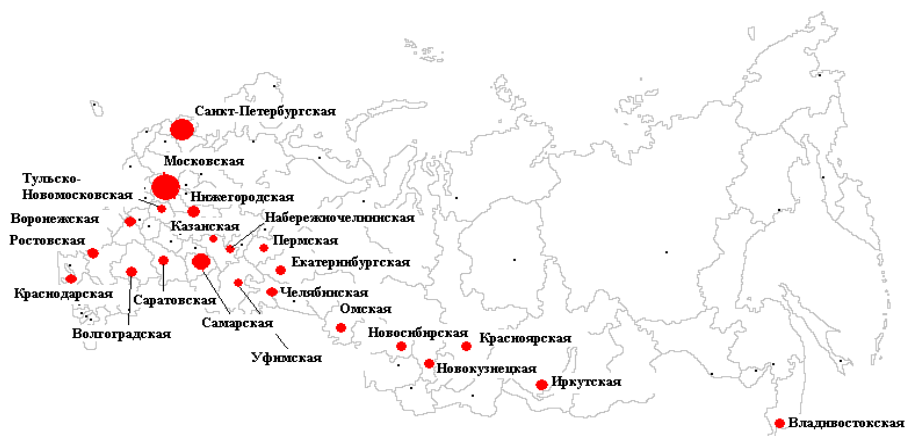 Санкт-Петербургская
Московская
Тульско-
Новомосковская
Нижегородская
Воронежская
Казанская
Набережночелнинская
Ростовская
Пермская
Екатеринбургская
Краснодарская
Саратовская
Челябинская
Волгоградская
Самарская
Омская
Уфимская
Новосибирская
Красноярская
Новокузнецкая
Иркутская
Владивостокская